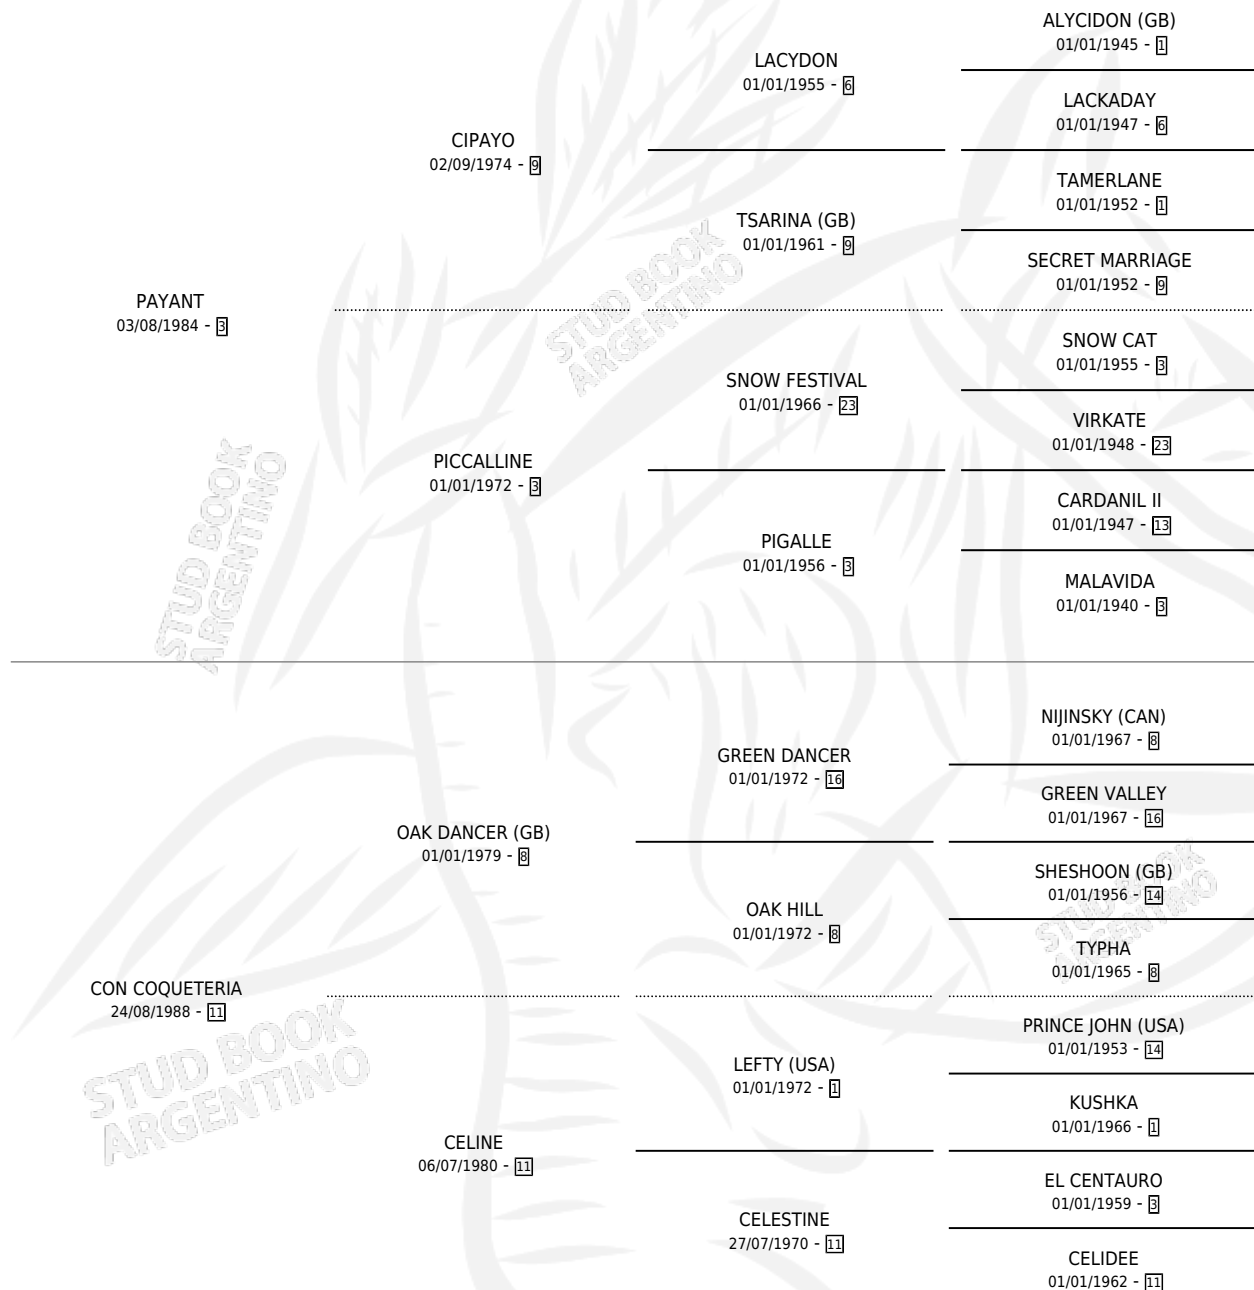 ALYCIDON (GB)
01/01/1945 - 1
LACYDON
01/01/1955 - 6
LACKADAY
01/01/1947 - 6
CIPAYO
02/09/1974 - 9
TAMERLANE
01/01/1952 - 1
TSARINA (GB)
01/01/1961 - 9
SECRET MARRIAGE
01/01/1952 - 9
PAYANT
03/08/1984 - 3
STUD BOOK
ARGENTINO
SNOW CAT
01/01/1955 - 3
SNOW FESTIVAL
01/01/1966 - 23
VIRKATE
01/01/1948 - 23
PICCALLINE
01/01/1972 - 3
CARDANIL II
01/01/1947 - 13
PIGALLE
01/01/1956 - 3
MALAVIDA
01/01/1940 - 3
STUD BOOK
ARGENTINO
NIJINSKY (CAN)
01/01/1967 - 8
GREEN DANCER
01/01/1972 - 16
GREEN VALLEY
01/01/1967 - 16
OAK DANCER (GB)
01/01/1979 - 8
SHESHOON (GB)
01/01/1956 - 14
OAK HILL
01/01/1972 - 8
STUD BOOK
ARGENTINO
TYPHA
01/01/1965 - 8
CON COQUETERIA
24/08/1988 - 11
STUD BOOK
ARGENTINO
PRINCE JOHN (USA)
01/01/1953 - 14
LEFTY (USA)
01/01/1972 - 1
KUSHKA
01/01/1966 - 1
CELINE
06/07/1980 - 11
EL CENTAURO
01/01/1959 - 3
CELESTINE
27/07/1970 - 11
CELIDEE
01/01/1962 - 11